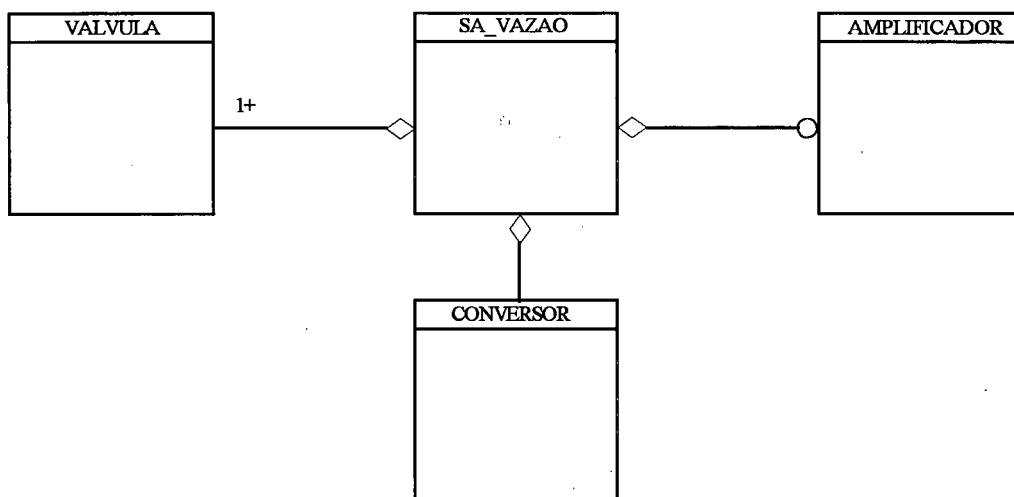 VALVULA
SA_VAZAO
AMPLIFICADOR
1+
CONVERSOR